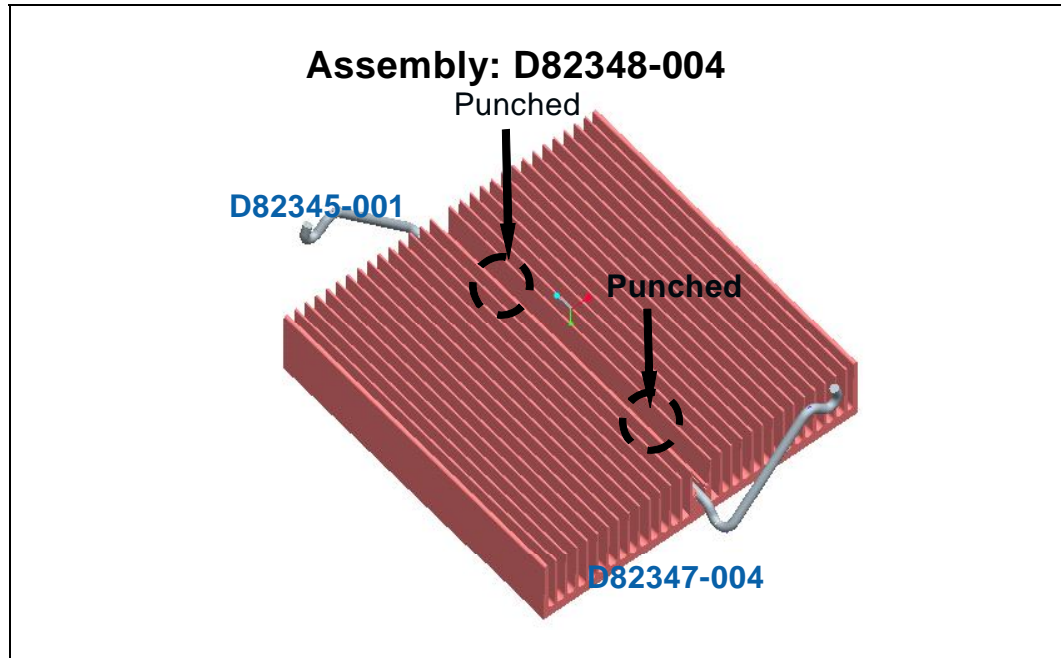 Assembly: D82348-004
Punched
D82345-001
Punched
D82347-004